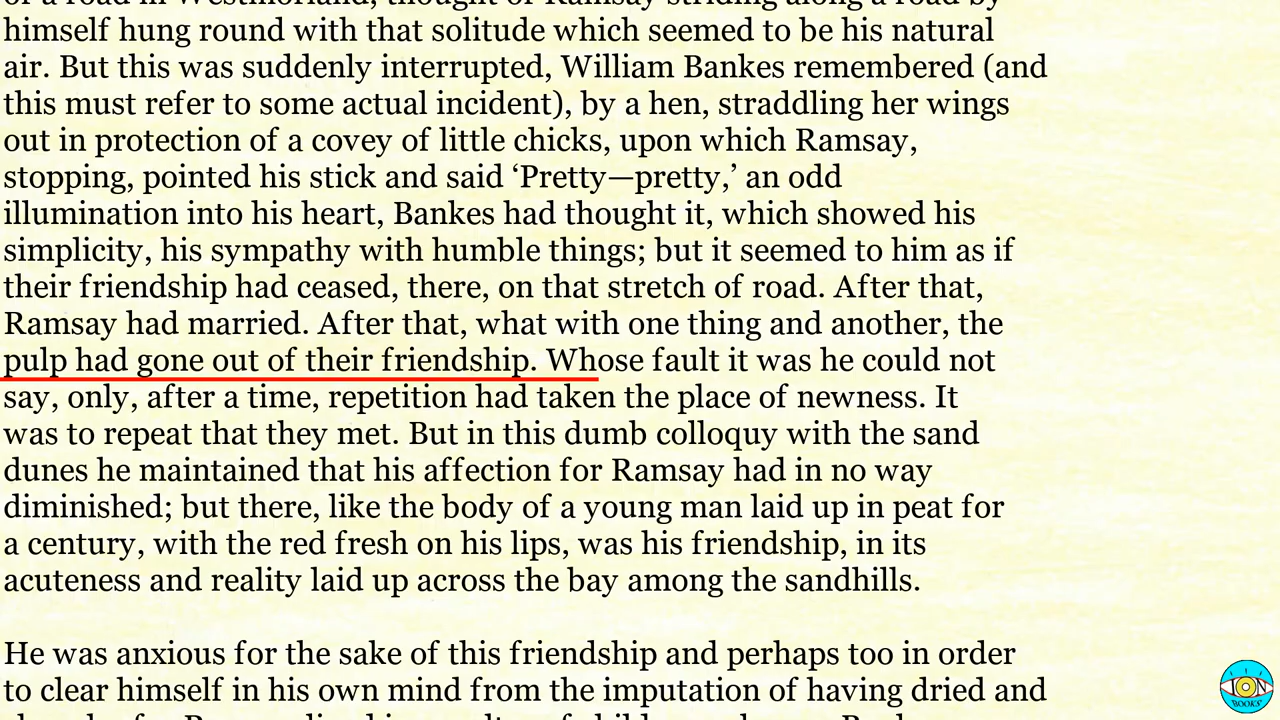 of a road in Westmorland, thought of Ramsay striding along a road by
himself hung round with that solitude which seemed to be his natural
air. But this was suddenly interrupted, William Bankes remembered (and
this must refer to some actual incident), by a hen, straddling her wings
out in protection of a covey of little chicks, upon which Ramsay,
stopping, pointed his stick and said ‘Pretty—pretty,’ an odd
illumination into his heart, Bankes had thought it, which showed his
simplicity, his sympathy with humble things; but it seemed to him as if
their friendship had ceased, there, on that stretch of road. After that,
Ramsay had married. After that, what with one thing and another, the
pulp had gone out of their friendship. Whose fault it was he could not
say, only, after a time, repetition had taken the place of newness. It
was to repeat that they met. But in this dumb colloquy with the sand
dunes he maintained that his affection for Ramsay had in no way
diminished; but there, like the body of a young man laid up in peat for
a century, with the red fresh on his lips, was his friendship, in its
acuteness and reality laid up across the bay among the sandhills.
He was anxious for the sake of this friendship and perhaps too in order
to clear himself in his own mind from the imputation of having dried and
ION
BOOKS